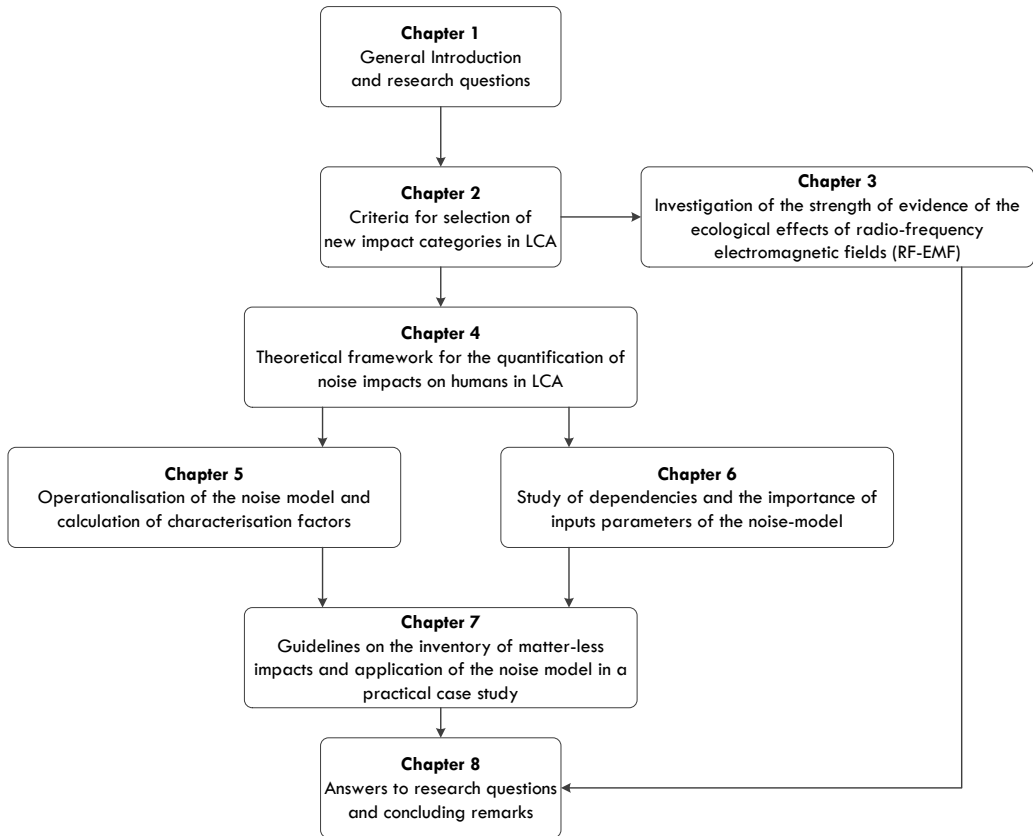 Chapter 1
General Introduction
and research questions
Chapter 2
Criteria for selection of
new impact categories in LCA
Chapter 3
Investigation of the strength of evidence of the
ecological effects of radio-frequency
electromagnetic fields (RF-EMF)
Chapter 4
Theoretical framework for the quantification of
noise impacts on humans in LCA
Chapter 5
Operationalisation of the noise model and
calculation of characterisation factors
Chapter 6
Study of dependencies and the importance of
inputs parameters of the noise-model
Chapter 7
Guidelines on the inventory of matter-less
impacts and application of the noise model in a
practical case study
Chapter 8
Answers to research questions
and concluding remarks